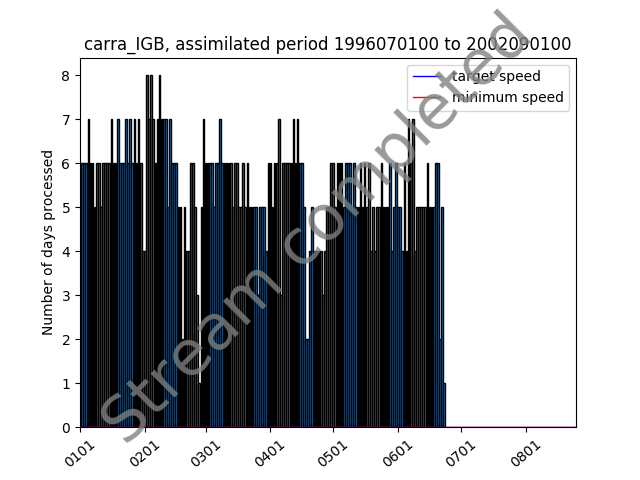 carra_IGB, assimilated period 1996070100 to 2002090100
target speed
minimum speed
Number of days processed
8
7
6
5
4
3
2
1
0
0101 0201 0301 0401 0501 0601 0701 0801
Stream completed